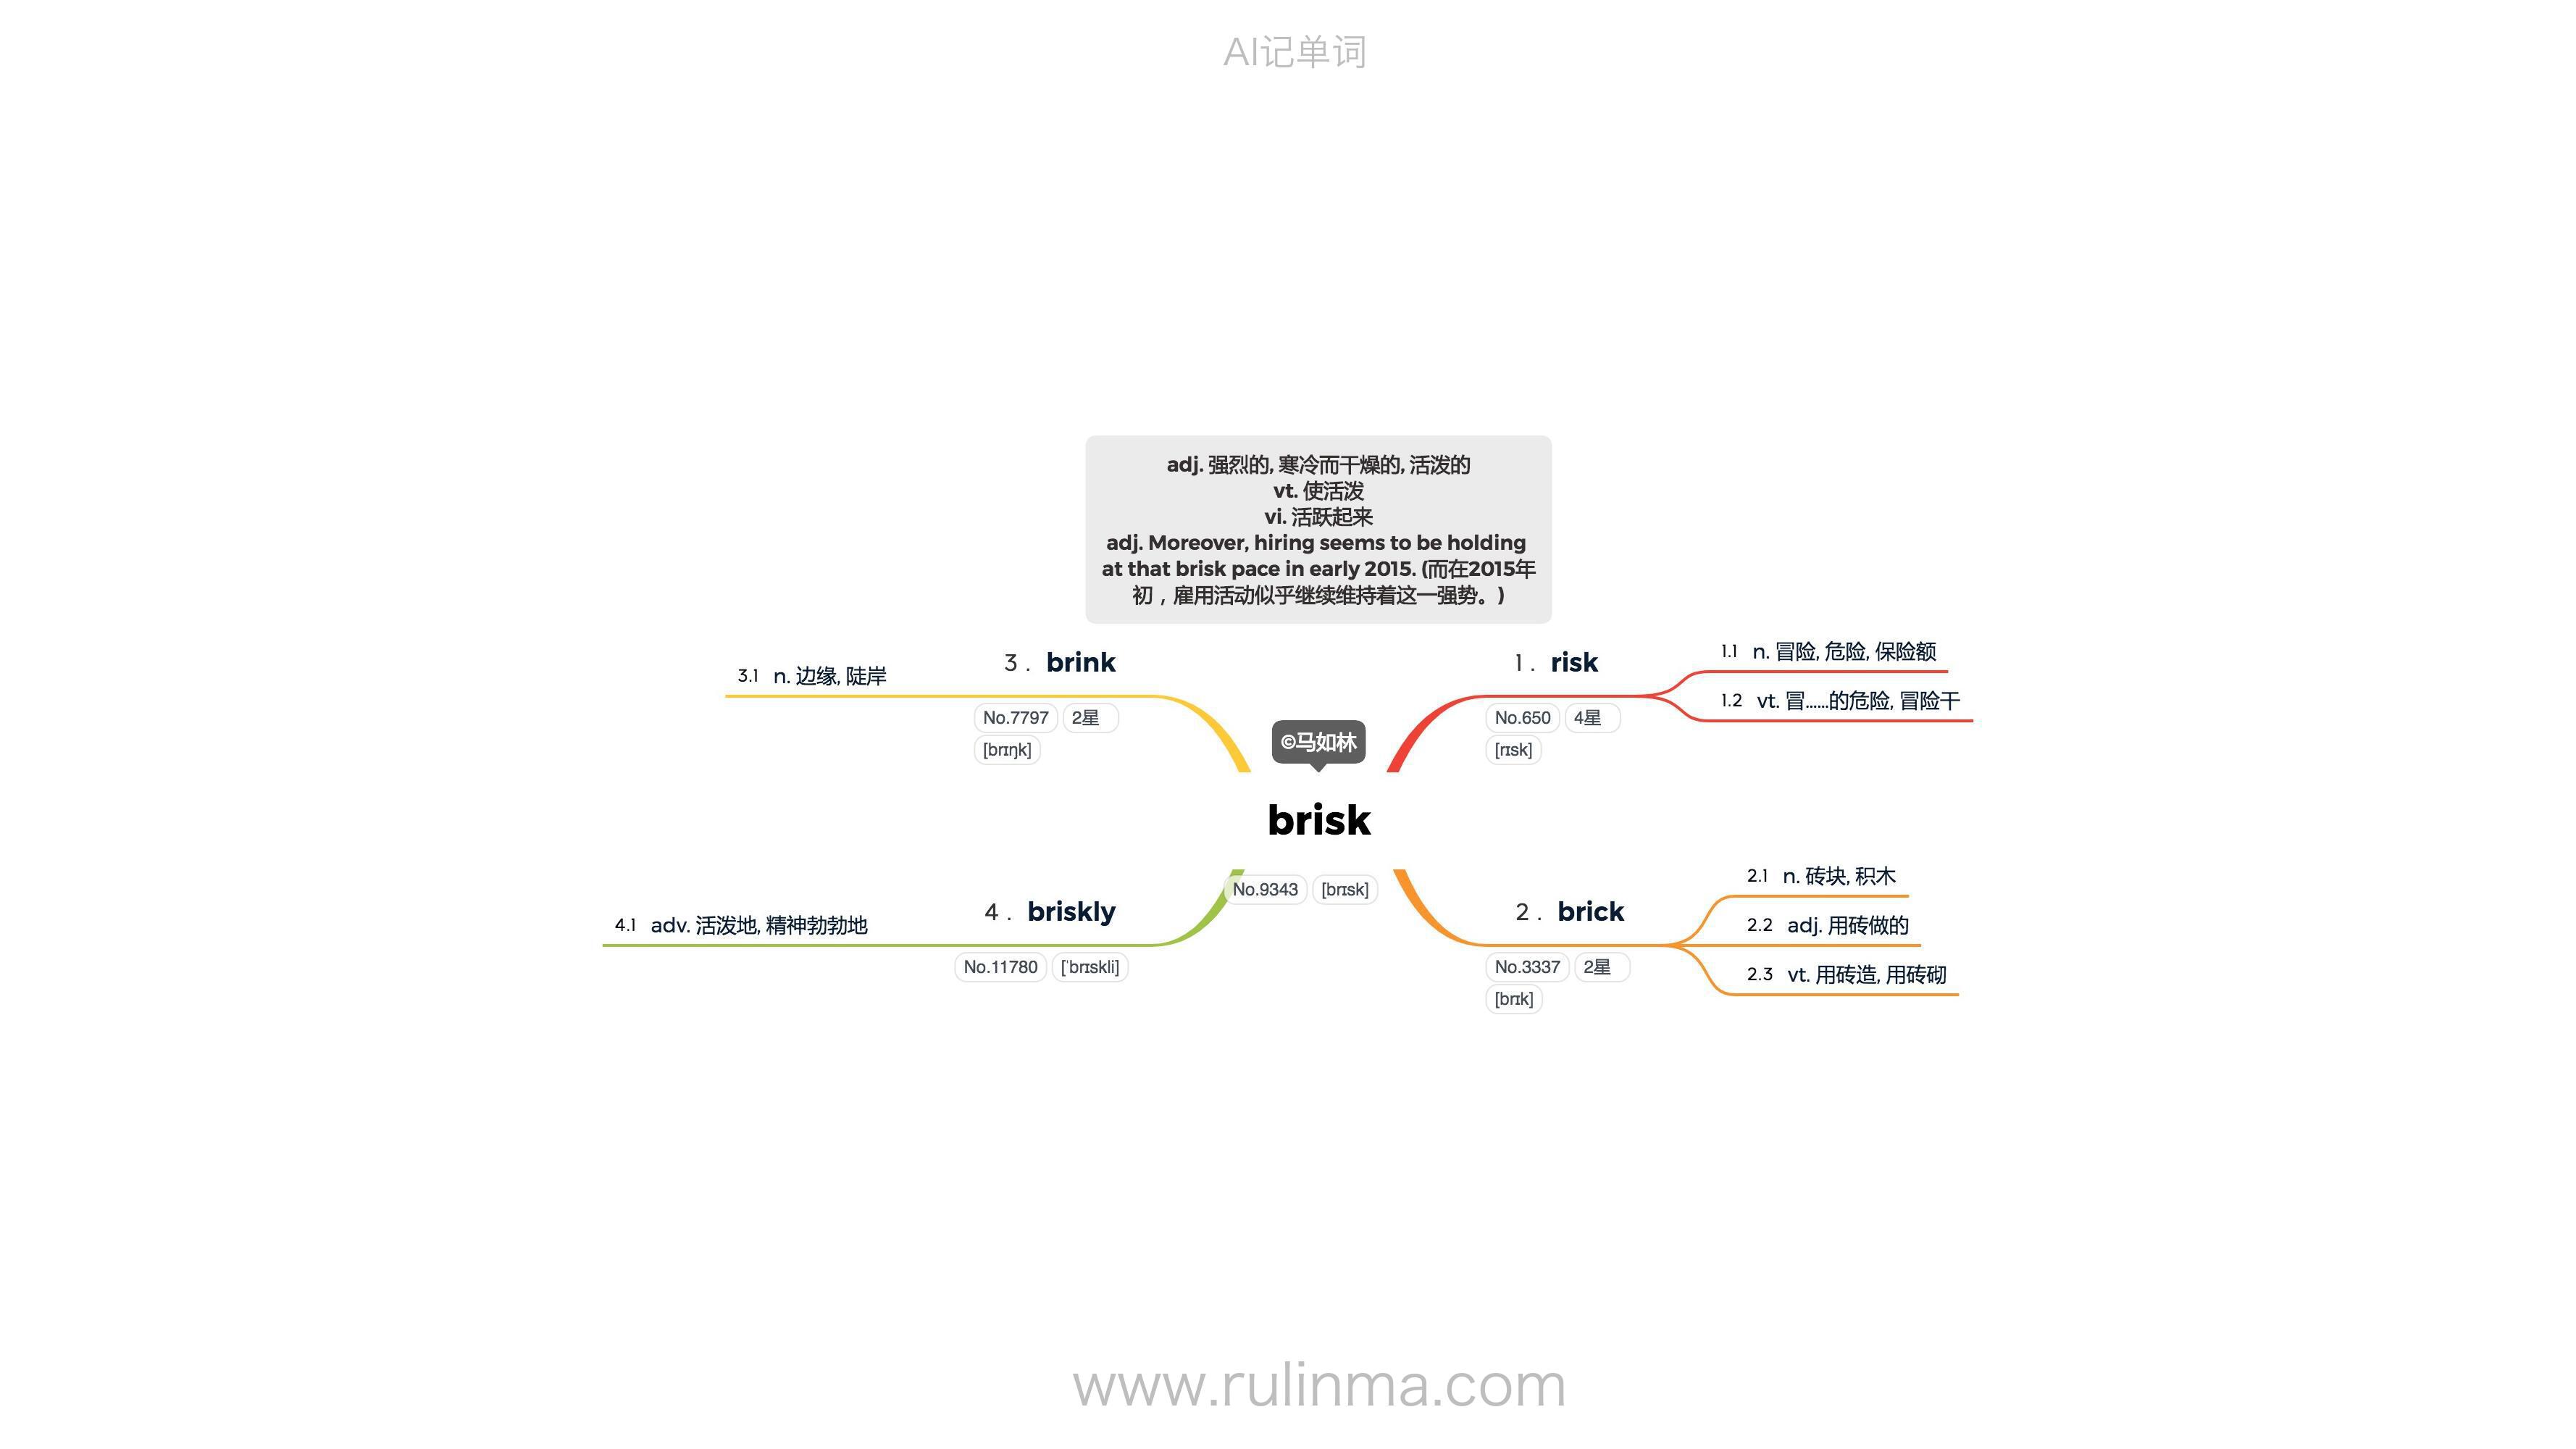 AI记单词
adj. 强烈的, 寒冷而干燥的, 活泼的
vt. 使活泼
vi. 活跃起来
adj. Moreover, hiring seems to be holding
at that brisk pace in early 2015. (而在2015年
初，雇用活动似乎继续维持着这一强势。)
©马如林
brisk
No.9343 [brɪsk]
1. risk
No.650 4星
[rɪsk]
1.1 n. 冒险, 危险, 保险额
1.2 vt. 冒……的危险, 冒险干
2. brick
No.3337 2星
[brɪk]
2.1 n. 砖块, 积木
2.2 adj. 用砖做的
2.3 vt. 用砖造, 用砖砌
3. brink
No.7797 2星
[brɪŋk]
3.1 n. 边缘, 陡岸
4. briskly
No.11780 [ˈbrɪskli]
4.1 adv. 活泼地, 精神勃勃地
www.rulinma.com